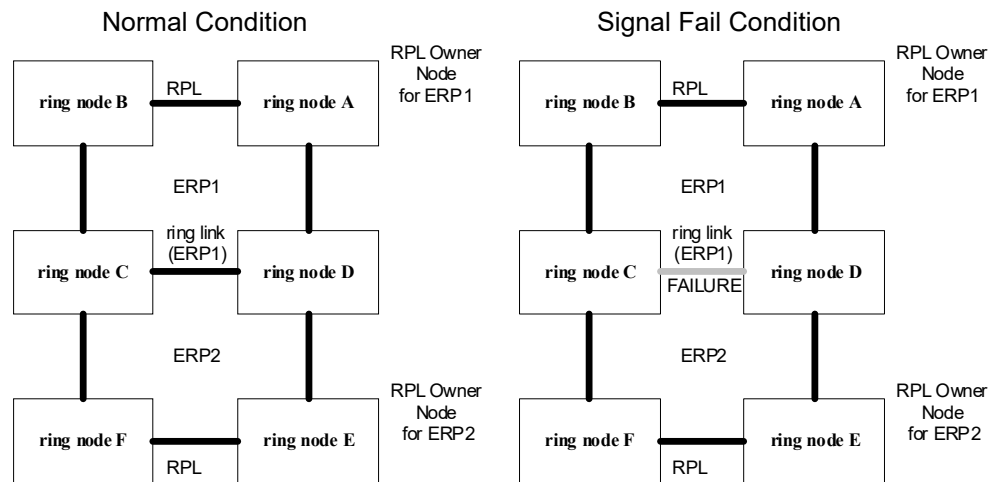 Normal Condition
RPL Owner
Node
for ERP1
ring node B
RPL
ring node A
ERP1
ring link
(ERP1)
ring node C
ring node D
ERP2
RPL Owner
Node
for ERP2
ring node F
ring node E
RPL
Signal Fail Condition
RPL Owner
Node
for ERP1
ring node B
RPL
ring node A
ERP1
ring link
(ERP1)
ring node C
FAILURE
ring node D
ERP2
RPL Owner
Node
for ERP2
ring node F
ring node E
RPL